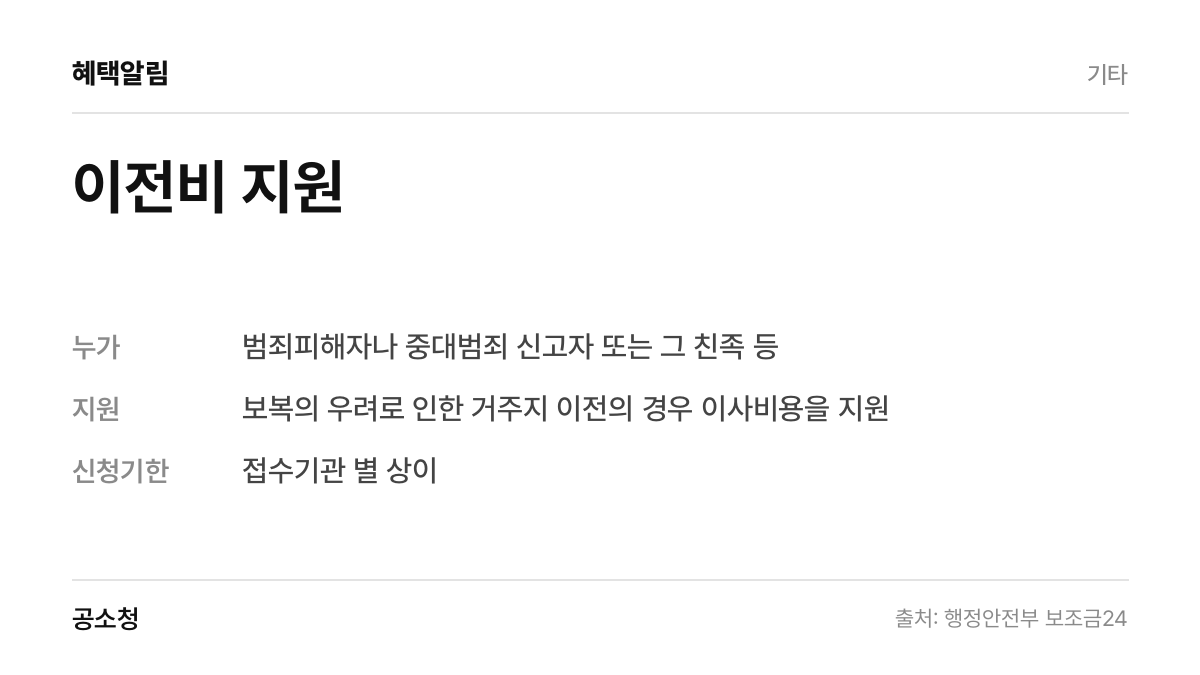 혜택알림
기타
이전비 지원
누가 범죄피해자나 중대범죄 신고자 또는 그 친족 등
지원 보복의 우려로 인한 거주지 이전의 경우 이사비용을 지원
신청기한 접수기관 별 상이
공소청
출처: 행정안전부 보조금24